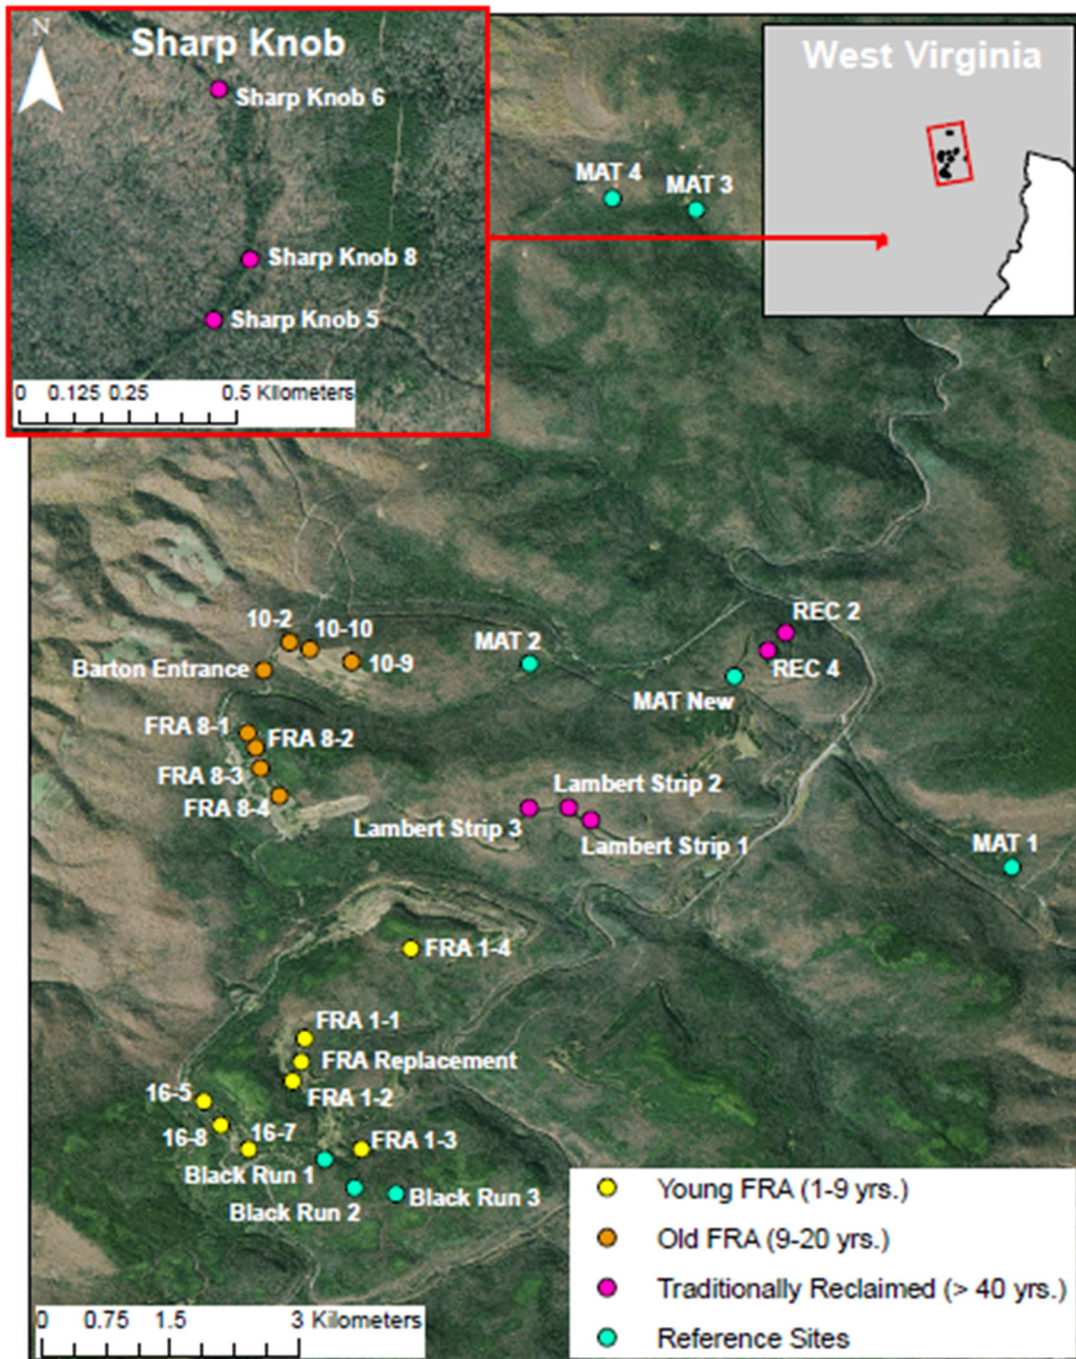 N
Sharp Knob
Sharp Knob 6
Sharp Knob 8
Sharp Knob 5
0 0.125 0.25 0.5 Kilometers
West Virginia
MAT 4
MAT 3
REC 2
10-2
10-10
10-9
Barton Entrance
MAT 2
REC 4
MAT New
FRA 8-1
FRA 8-2
FRA 8-3
FRA 8-4
Lambert Strip 2
Lambert Strip 3
Lambert Strip 1
MAT 1
FRA 1-4
FRA 1-1
FRA Replacement
FRA 1-2
16-5
16-8
16-7
FRA 1-3
Black Run 1
Black Run 2
Black Run 3
Young FRA (1-9 yrs.)
Old FRA (9-20 yrs.)
Traditionally Reclaimed (> 40 yrs.)
Reference Sites
0 0.75 1.5 3 Kilometers